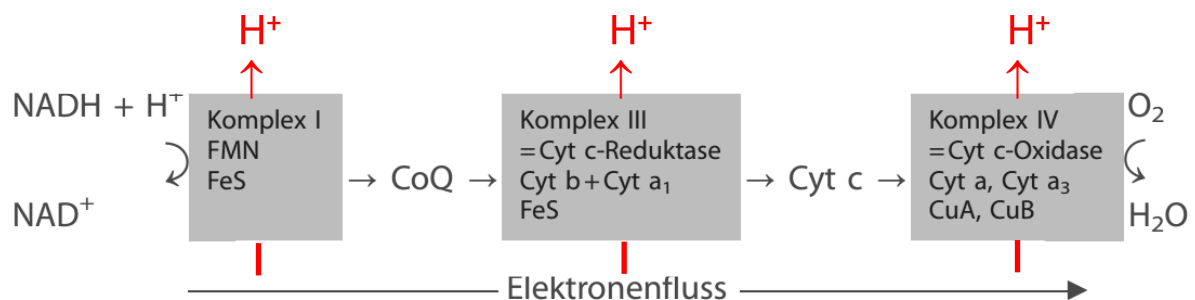 H⁺
H⁺
H⁺
NADH + H⁺
NAD⁺
Komplex I
FMN
FeS
→ CoQ →
Komplex III
=Cyt c-Reduktase
Cyt b+Cyt a₁
FeS
→ Cyt c →
Komplex IV
=Cyt c-Oxidase
Cyt a, Cyt a₃
CuA, CuB
O₂
H₂O
Elektronenfluss